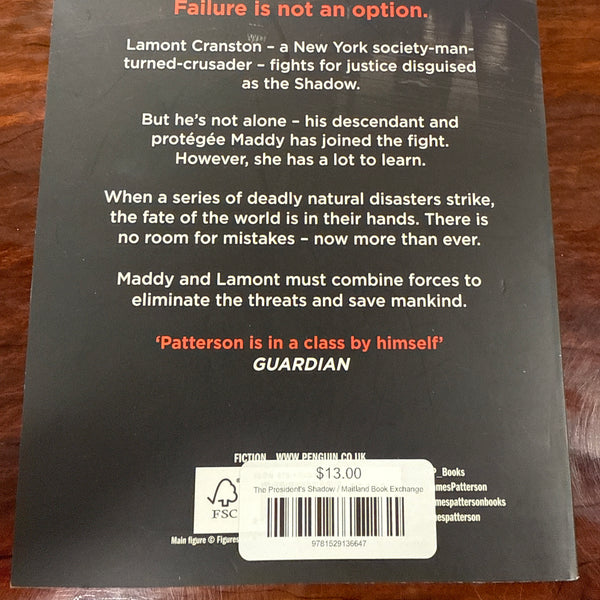 Failure is not an option.
Lamont Cranston – a New York society-man-
turned-crusader – fights for justice disguised
as the Shadow.
But he's not alone – his descendant and
protégée Maddy has joined the fight.
However, she has a lot to learn.
When a series of deadly natural disasters strike,
the fate of the world is in their hands. There is
no room for mistakes – now more than ever.
Maddy and Lamont must combine forces to
eliminate the threats and save mankind.
'Patterson is in a class by himself'
GUARDIAN
FICTION WWW.PENGUIN.CO.UK
$13.00
The President's Shadow / Maitland Book Exchange
9781529136647
FSC
P_Books
mesPatterson
mespattersonbooks
mespatterson
Main figure © Figures